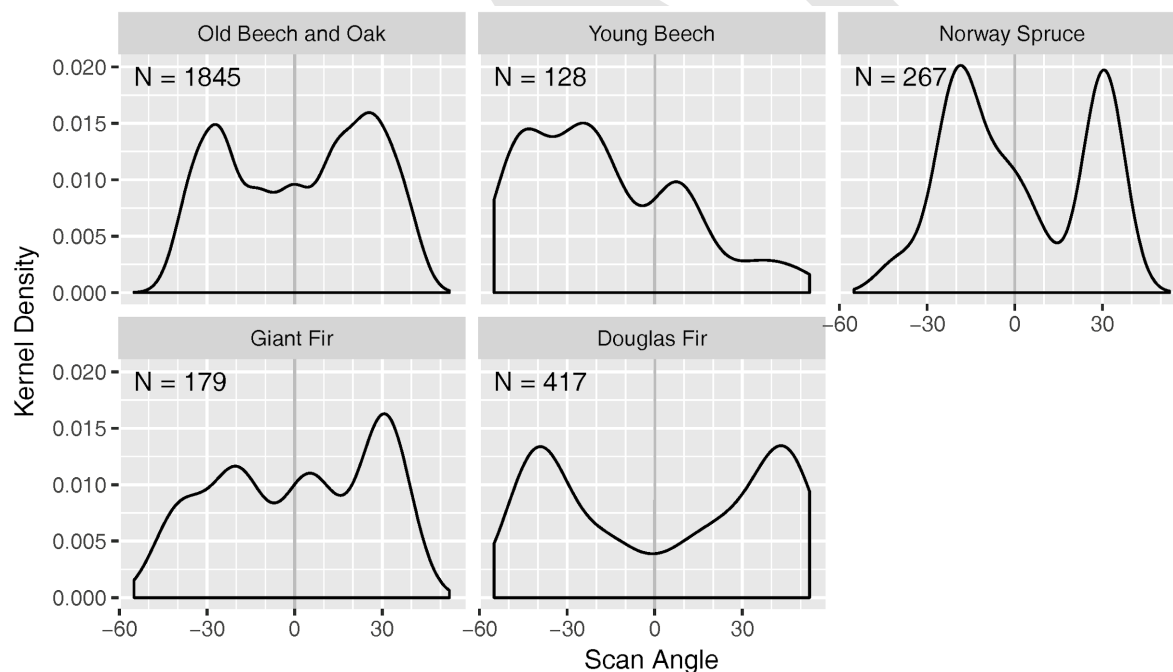 Old Beech and Oak
Young Beech
Norway Spruce
N = 1845
N = 128
N = 267
0.020
0.015
0.010
0.005
0.000
−60 −30 0 30
Giant Fir
Douglas Fir
N = 179
N = 417
0.020
0.015
0.010
0.005
0.000
−60 −30 0 30
−60 −30 0 30
Kernel Density
Scan Angle